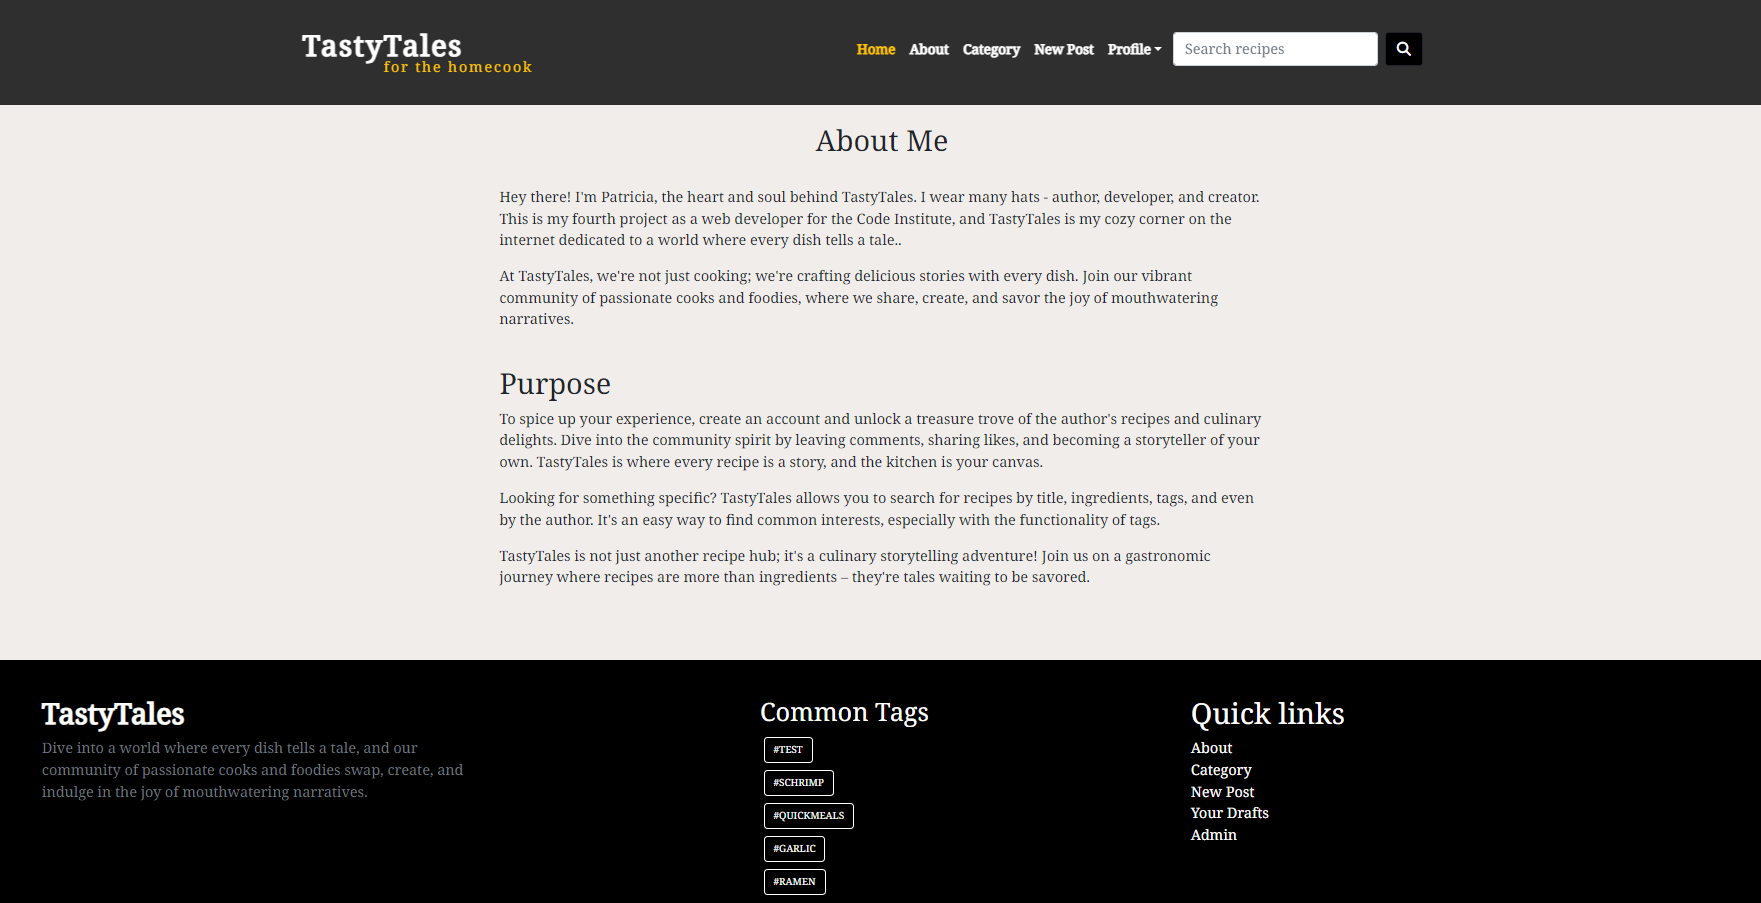 TastyTales
for the homecook
Home About Category New Post Profile Search recipes
About Me
Hey there! I'm Patricia, the heart and soul behind TastyTales. I wear many hats - author, developer, and creator.
This is my fourth project as a web developer for the Code Institute, and TastyTales is my cozy corner on the
internet dedicated to a world where every dish tells a tale..
At TastyTales, we're not just cooking; we're crafting delicious stories with every dish. Join our vibrant
community of passionate cooks and foodies, where we share, create, and savor the joy of mouthwatering
narratives.
Purpose
To spice up your experience, create an account and unlock a treasure trove of the author's recipes and culinary
delights. Dive into the community spirit by leaving comments, sharing likes, and becoming a storyteller of your
own. TastyTales is where every recipe is a story, and the kitchen is your canvas.
Looking for something specific? TastyTales allows you to search for recipes by title, ingredients, tags, and even
by the author. It's an easy way to find common interests, especially with the functionality of tags.
TastyTales is not just another recipe hub; it's a culinary storytelling adventure! Join us on a gastronomic
journey where recipes are more than ingredients – they're tales waiting to be savored.
TastyTales
Dive into a world where every dish tells a tale, and our
community of passionate cooks and foodies swap, create, and
indulge in the joy of mouthwatering narratives.
Common Tags
#TEST
#SCHRIMP
#QUICKMEALS
#GARLIC
#RAMEN
Quick links
About
Category
New Post
Your Drafts
Admin